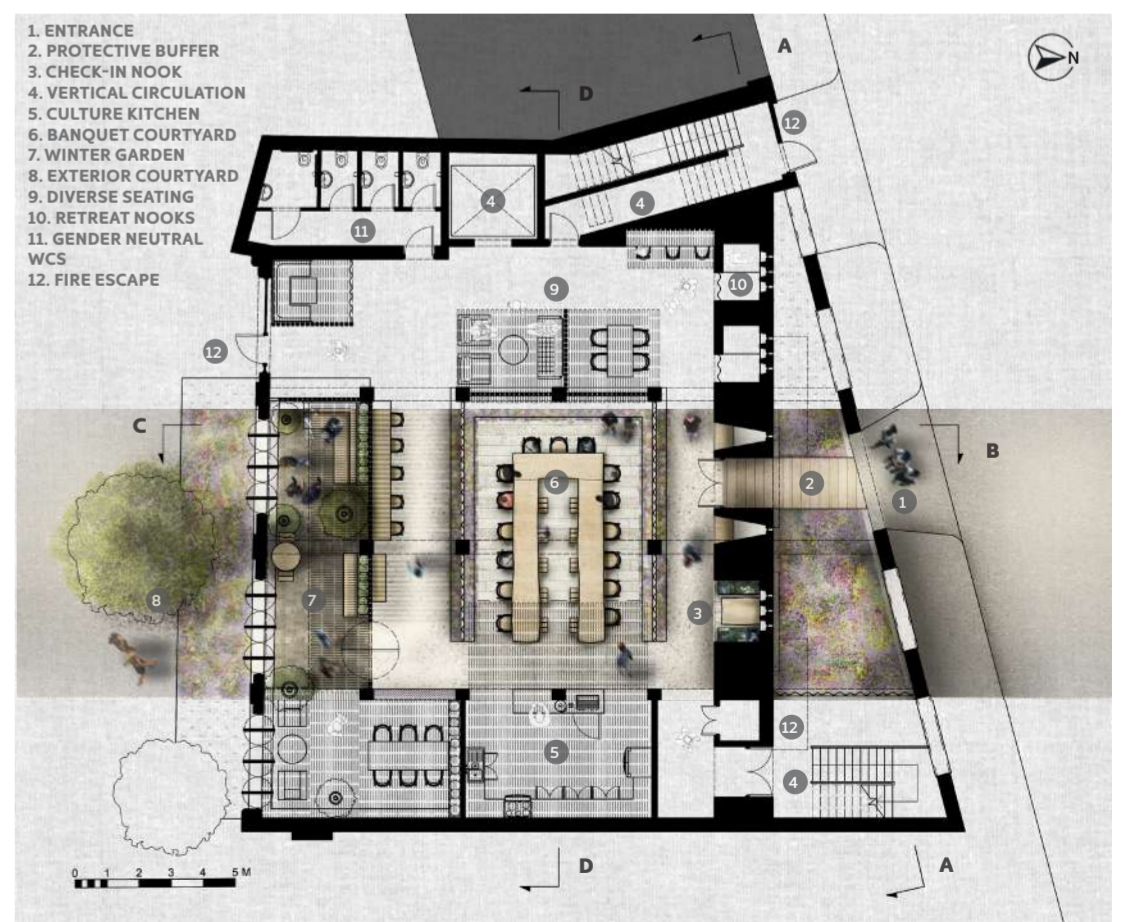 1. ENTRANCE
2. PROTECTIVE BUFFER
3. CHECK-IN NOOK
4. VERTICAL CIRCULATION
5. CULTURE KITCHEN
6. BANQUET COURTYARD
7. WINTER GARDEN
8. EXTERIOR COURTYARD
9. DIVERSE SEATING
10. RETREAT NOOKS
11. GENDER NEUTRAL
WCS
12. FIRE ESCAPE
A
N
D
12
4
4
11
10
9
12
C
B
6
2
1
8
7
3
12
5
4
0 1 2 3 4 5 M
D
A